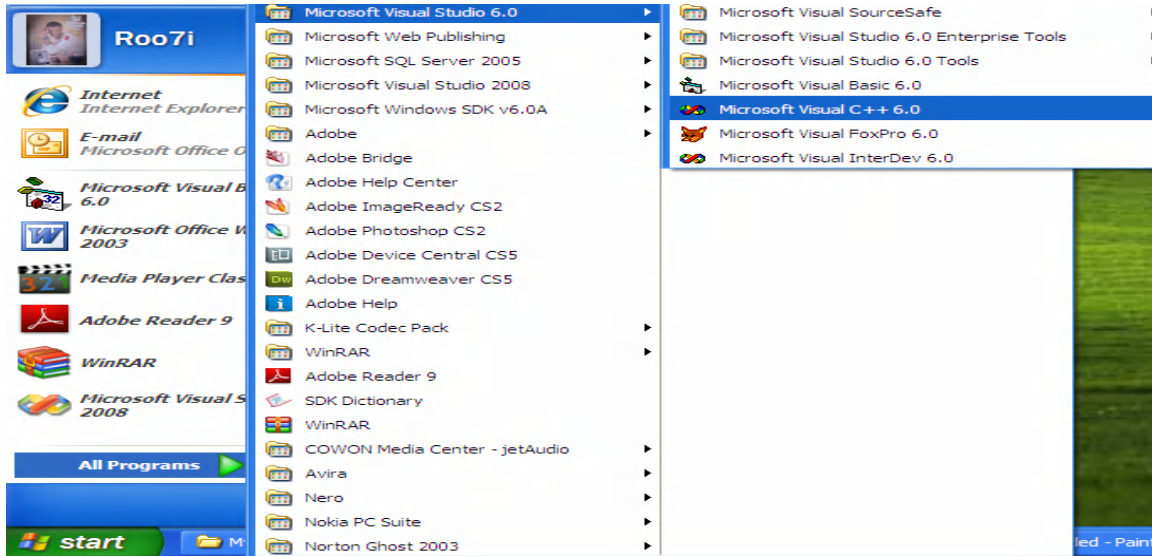 Roo7i
Internet
Internet Explorer
E-mail
Microsoft Office O
Microsoft Visual B
6.0
Microsoft Office W
2003
Media Player Clas
Adobe Reader 9
WinRAR
Microsoft Visual S
2008
All Programs
start
M
Microsoft Visual Studio 6.0
Microsoft Web Publishing
Microsoft SQL Server 2005
Microsoft Visual Studio 2008
Microsoft Windows SDK v6.0A
Adobe
Adobe Bridge
Adobe Help Center
Adobe ImageReady CS2
Adobe Photoshop CS2
Adobe Device Central CS5
Adobe Dreamweaver CS5
Adobe Help
K-Lite Codec Pack
WinRAR
Adobe Reader 9
SDK Dictionary
WinRAR
COWON Media Center - jetAudio
Avira
Nero
Nokia PC Suite
Norton Ghost 2003
Microsoft Visual SourceSafe
Microsoft Visual Studio 6.0 Enterprise Tools
Microsoft Visual Studio 6.0 Tools
Microsoft Visual Basic 6.0
Microsoft Visual C++ 6.0
Microsoft Visual FoxPro 6.0
Microsoft Visual InterDev 6.0
led - Paint